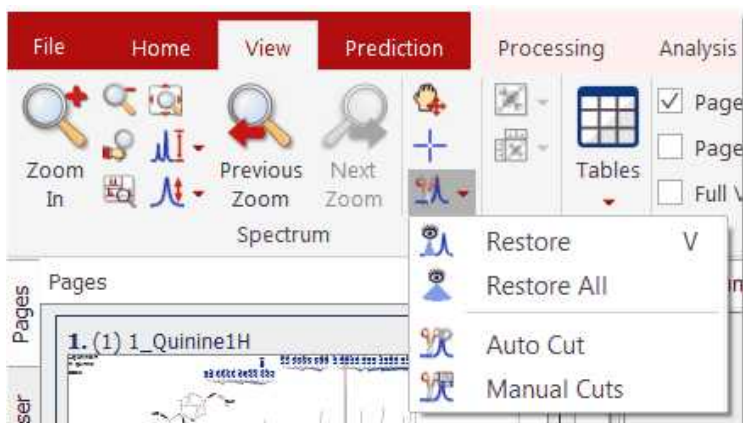 File Home View Prediction Processing Analysis
Zoom In
Previous Zoom
Next Zoom
Tables
Page
Page
Full
Spectrum
Restore V
Restore All
Auto Cut
Manual Cuts
Pages
Pages
1. (1) 1_Quinine1H